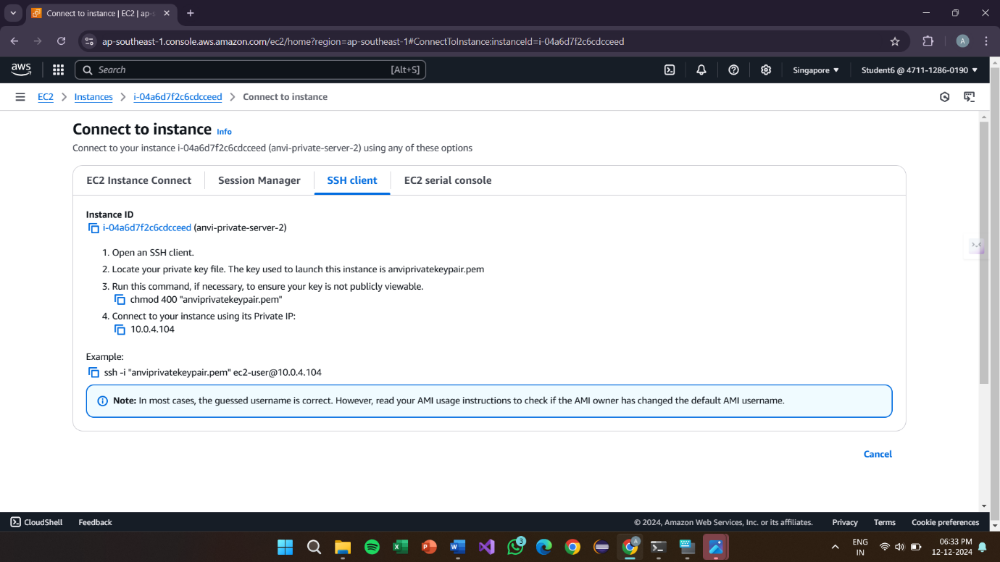 Connect to instance | EC2 | ap-s
ap-southeast-1.console.aws.amazon.com/ec2/home?region=ap-southeast-1#ConnectToInstance:instanceId=i-04a6d7f2c6cdcceed
A
aws
Search
[Alt+S]
Singapore
Student6 @ 4711-1286-0190
EC2
Instances
i-04a6d7f2c6cdcceed
Connect to instance
Connect to instance Info
Connect to your instance i-04a6d7f2c6cdcceed (anvi-private-server-2) using any of these options
EC2 Instance Connect
Session Manager
SSH client
EC2 serial console
Instance ID
i-04a6d7f2c6cdcceed (anvi-private-server-2)
1. Open an SSH client.
2. Locate your private key file. The key used to launch this instance is anviprivatekeypair.pem
3. Run this command, if necessary, to ensure your key is not publicly viewable.
chmod 400 "anviprivatekeypair.pem"
4. Connect to your instance using its Private IP:
10.0.4.104
Example:
ssh -i "anviprivatekeypair.pem" ec2-user@10.0.4.104
Note: In most cases, the guessed username is correct. However, read your AMI usage instructions to check if the AMI owner has changed the default AMI username.
Cancel
CloudShell
Feedback
© 2024, Amazon Web Services, Inc. or its affiliates.
Privacy
Terms
Cookie preferences
3
A
ENG
IN
06:33 PM
12-12-2024